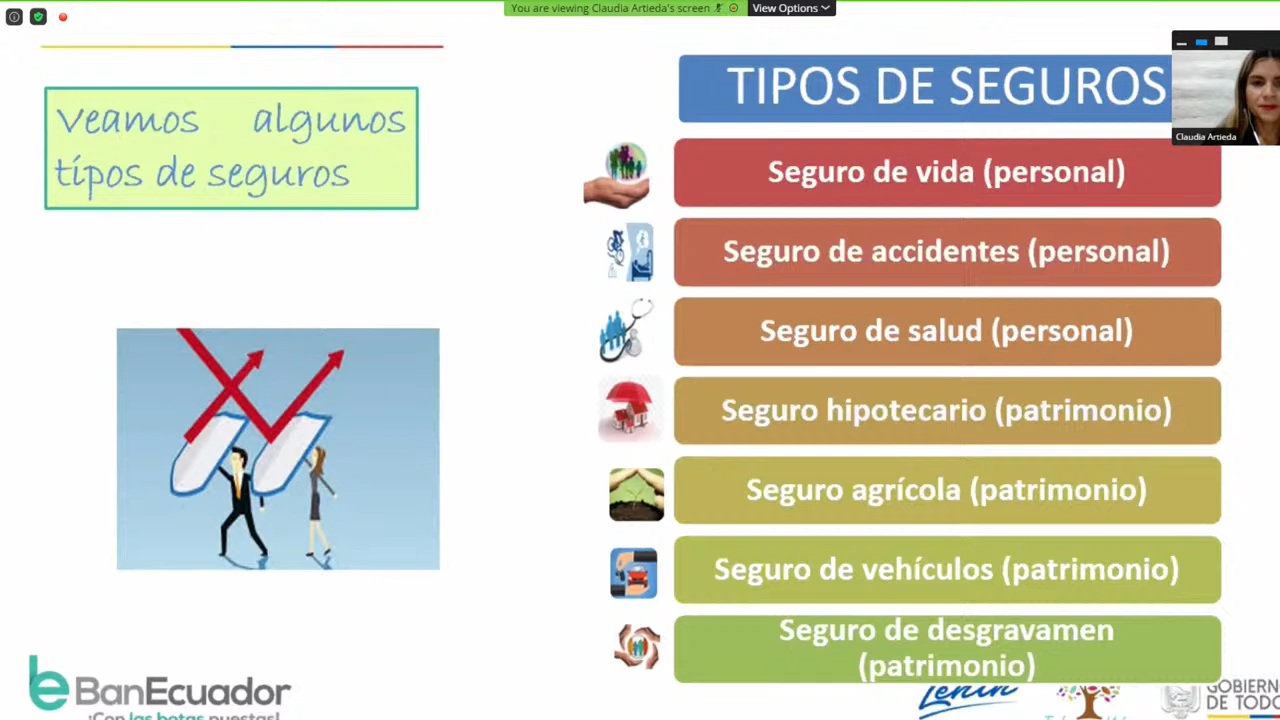 You are viewing Claudia Artieda's screen
View Options
Veamos algunos
tipos de seguros
TIPOS DE SEGUROS
Claudia Artieda
Seguro de vida (personal)
Seguro de accidentes (personal)
Seguro de salud (personal)
Seguro hipotecario (patrimonio)
Seguro agrícola (patrimonio)
Seguro de vehículos (patrimonio)
Seguro de desgravamen
(patrimonio)
BanEcuador
¡Con las botas puestas!
Lenín
GOBIERN
DE TODO